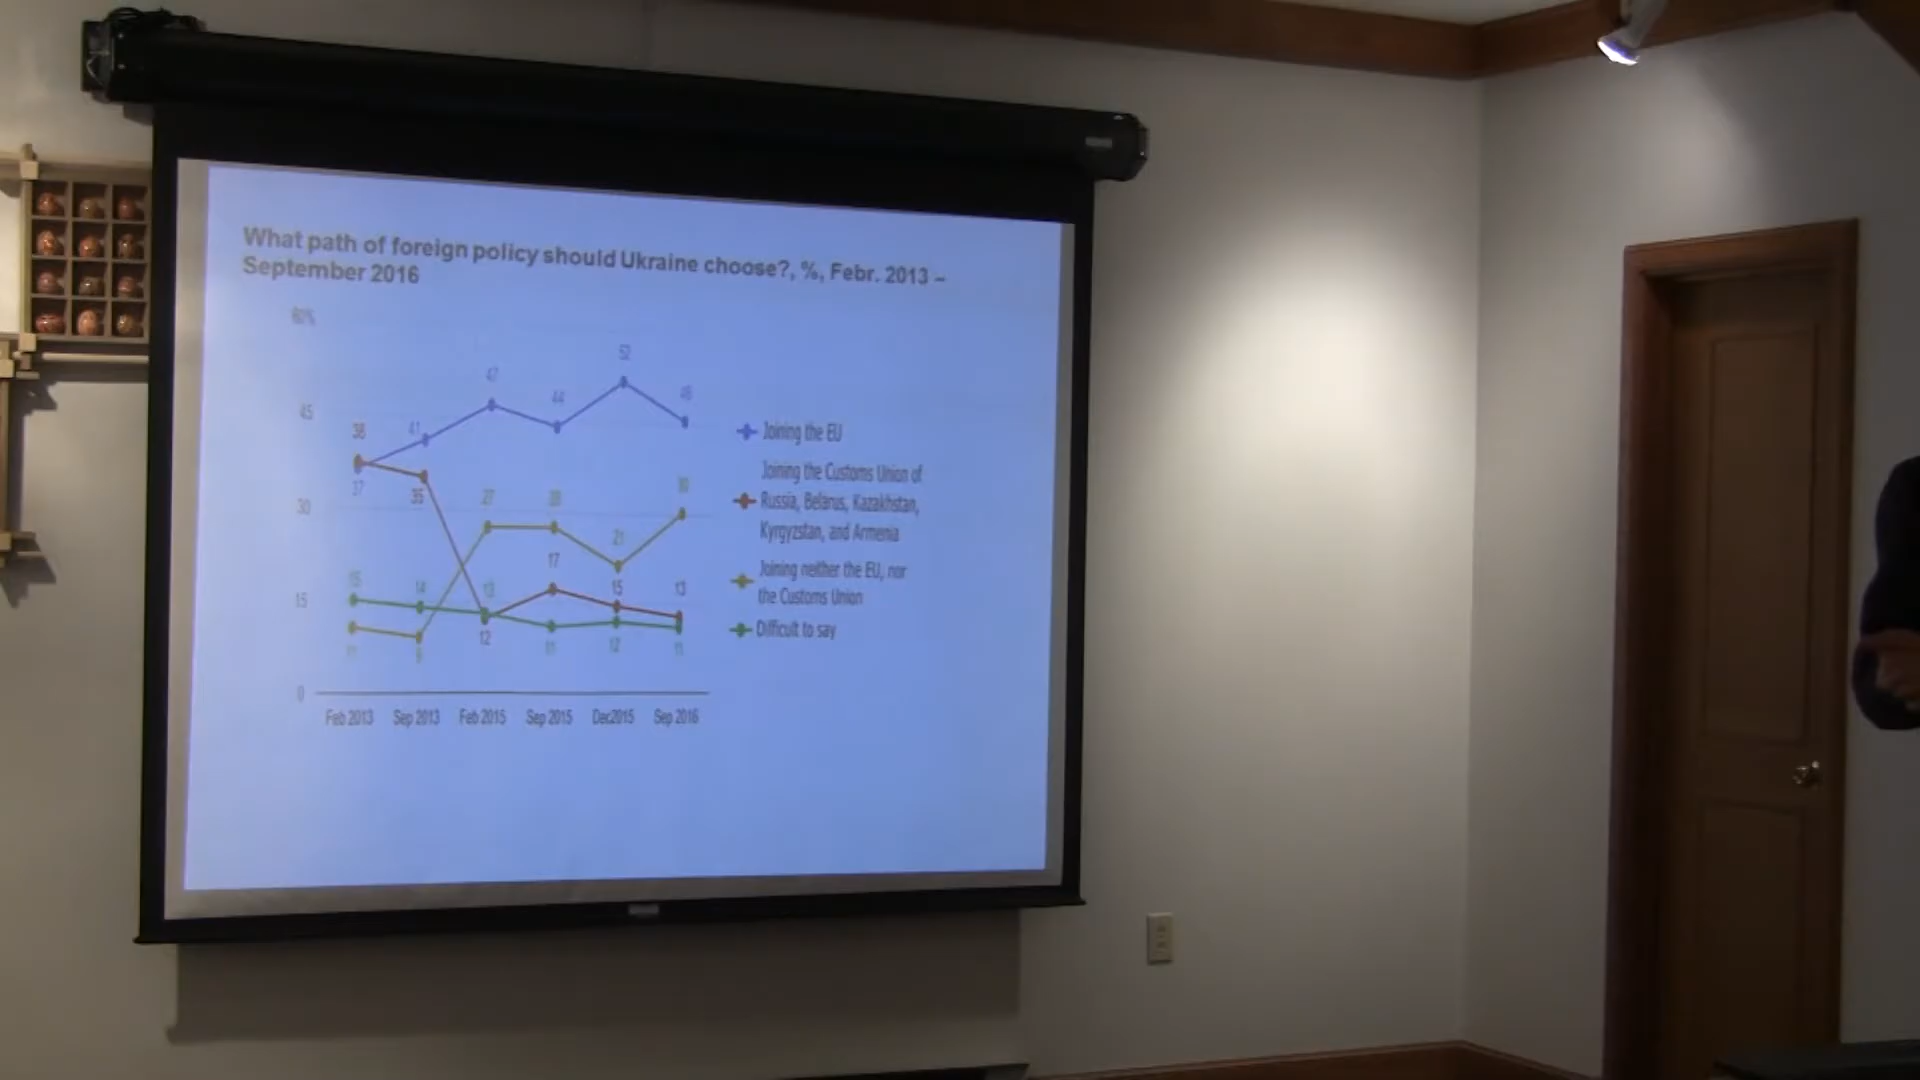 What path of foreign policy should Ukraine choose?, %, Febr. 2013 –
September 2016
60%
52
47
44
45
38
41
37
35
27
30
21
17
15
14
13
15
13
15
12
11
12
11
0
Feb 2013 Sep 2013 Feb 2015 Sep 2015 Dec2015 Sep 2016
Joining the EU
Joining the Customs Union of
Russia, Belarus, Kazakhstan,
Kyrgyzstan, and Armenia
Joining neither the EU, nor
the Customs Union
Difficult to say